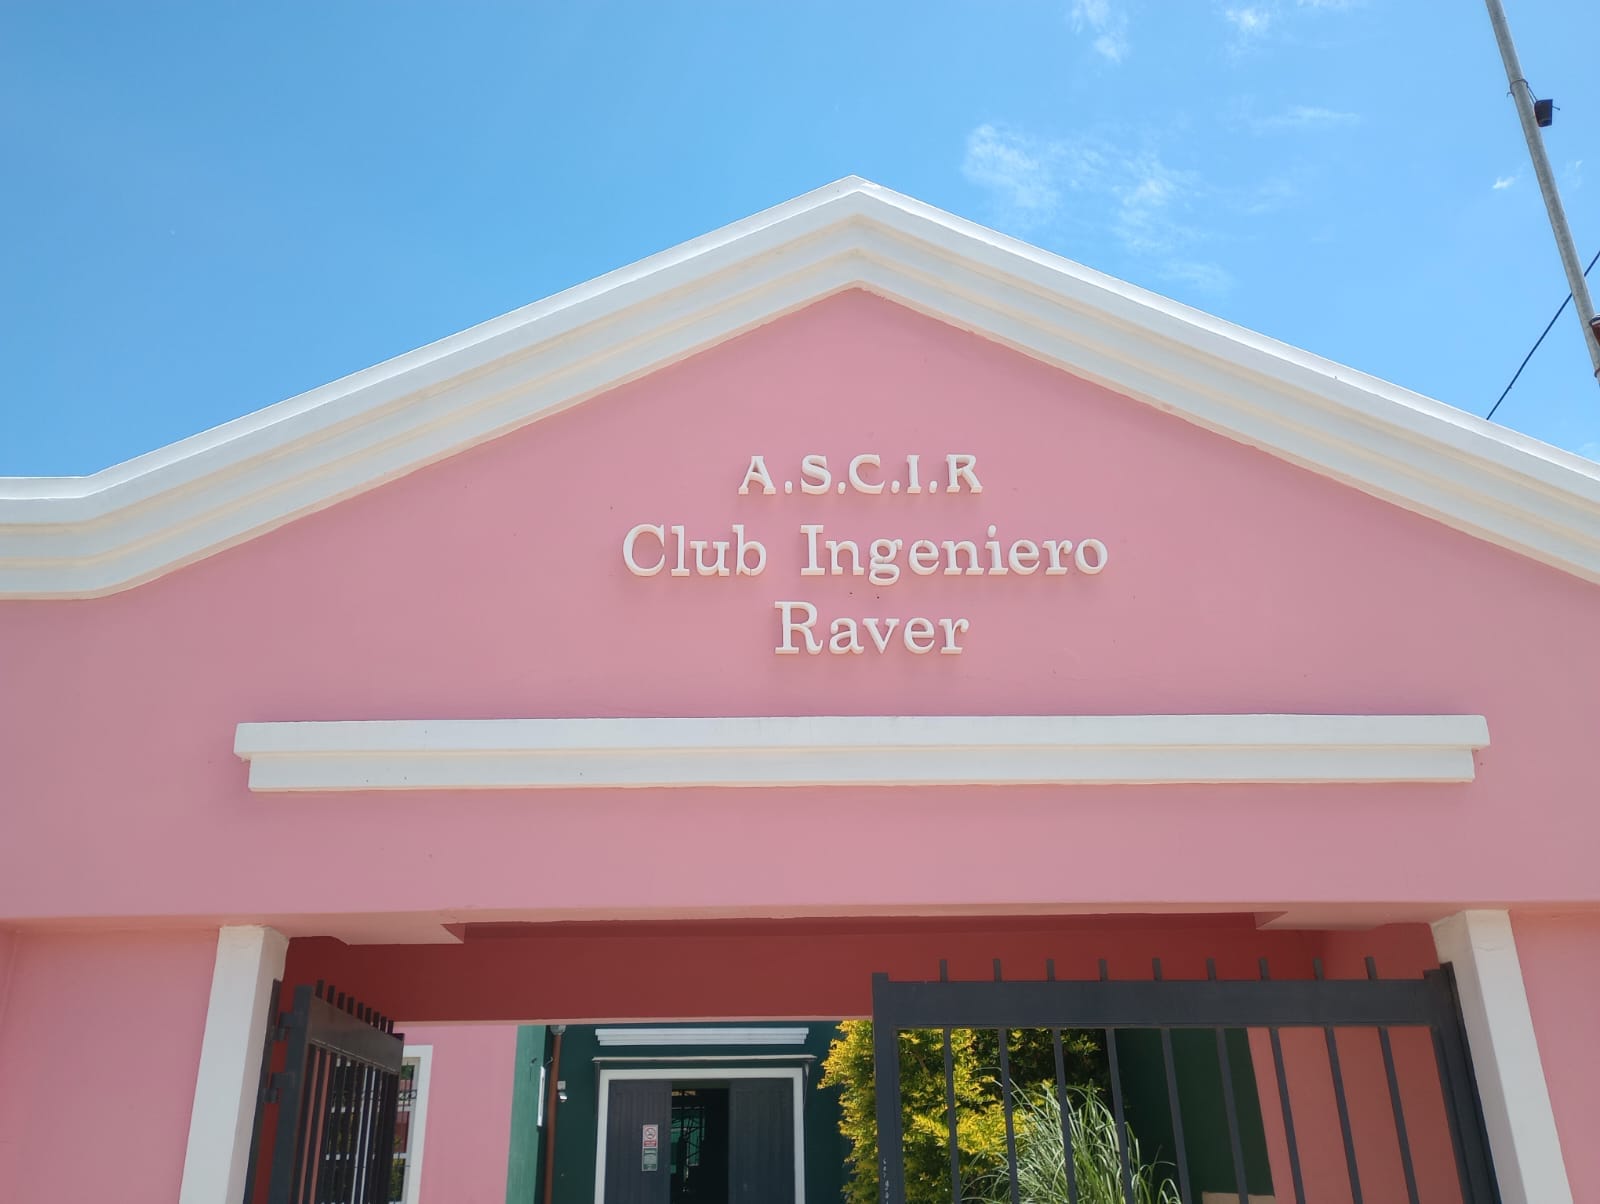 A.S.C.I.R
Club Ingeniero
Raver